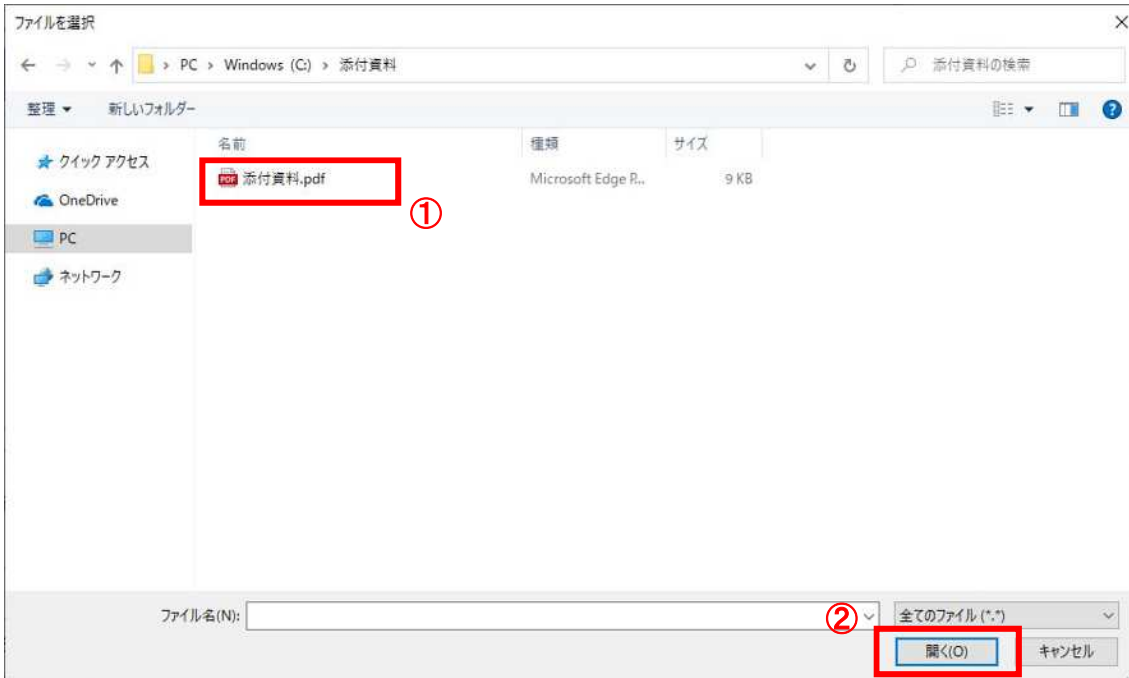 ファイルを選択
PC › Windows (C:) › 添付資料
添付資料の検索
整理 新しいフォルダー
名前 種類 サイズ
クイック アクセス
PDF 添付資料.pdf Microsoft Edge P... 9 KB
①
OneDrive
PC
ネットワーク
ファイル名(N): ② 全てのファイル (*.*)
開く(O) キャンセル